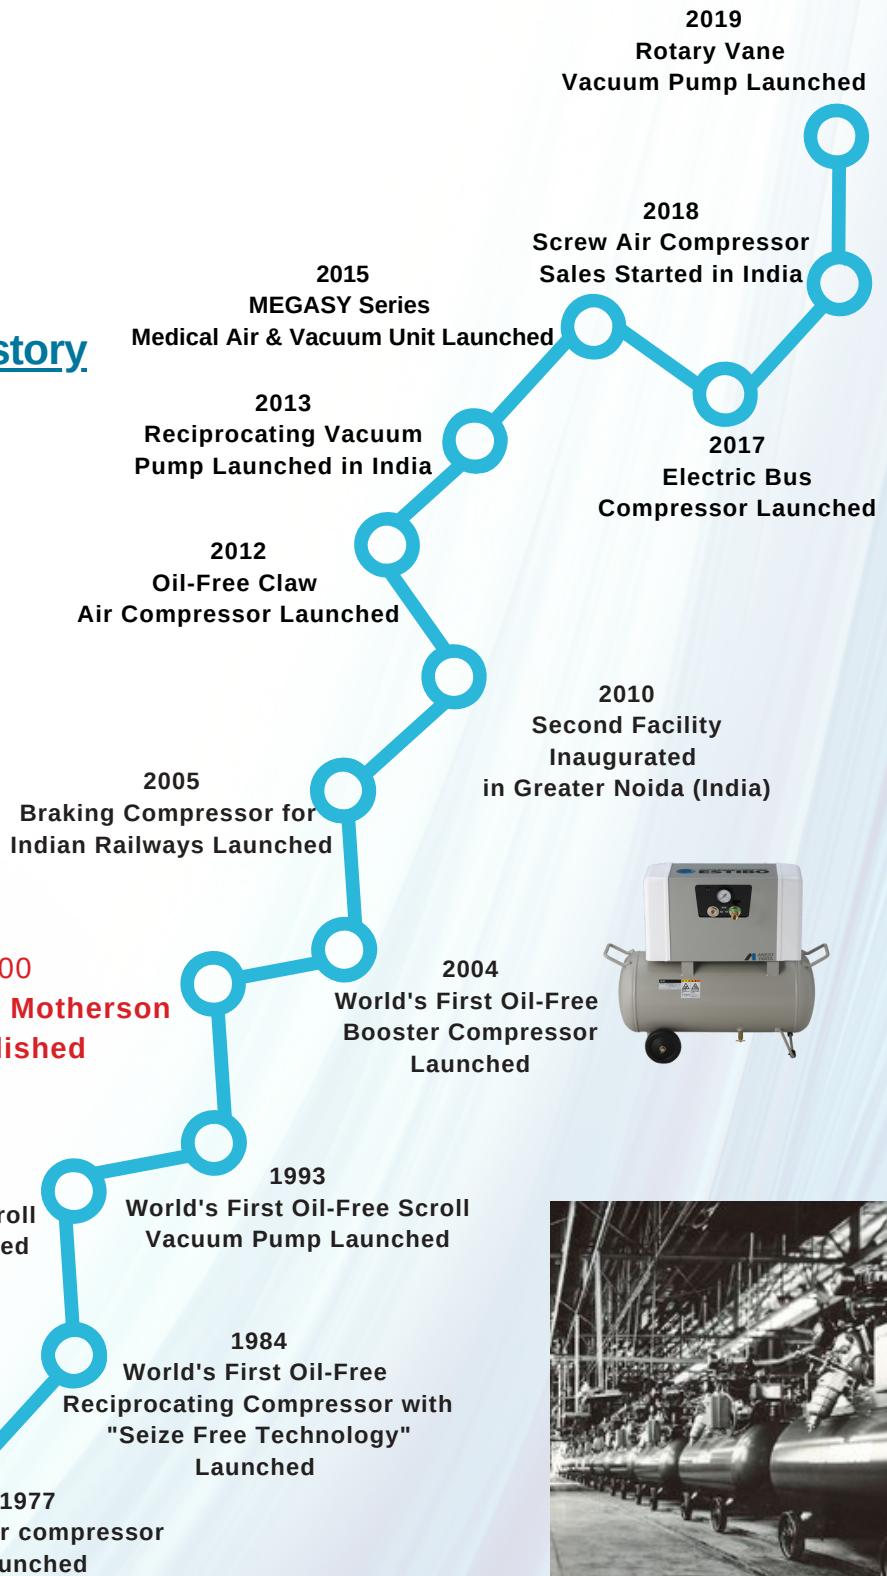 2019
Rotary Vane
Vacuum Pump Launched
2018
Screw Air Compressor
Sales Started in India
2015
MEGASY Series
Medical Air & Vacuum Unit Launched
story
2013
Reciprocating Vacuum
Pump Launched in India
2017
Electric Bus
Compressor Launched
2012
Oil-Free Claw
Air Compressor Launched
2010
Second Facility
Inaugurated
in Greater Noida (India)
2005
Braking Compressor for
Indian Railways Launched
ESTIBO
00
Motherson
lished
2004
World's First Oil-Free
Booster Compressor
Launched
1993
World's First Oil-Free Scroll
Vacuum Pump Launched
roll
ed
1984
World's First Oil-Free
Reciprocating Compressor with
"Seize Free Technology"
Launched
1977
r compressor
unched